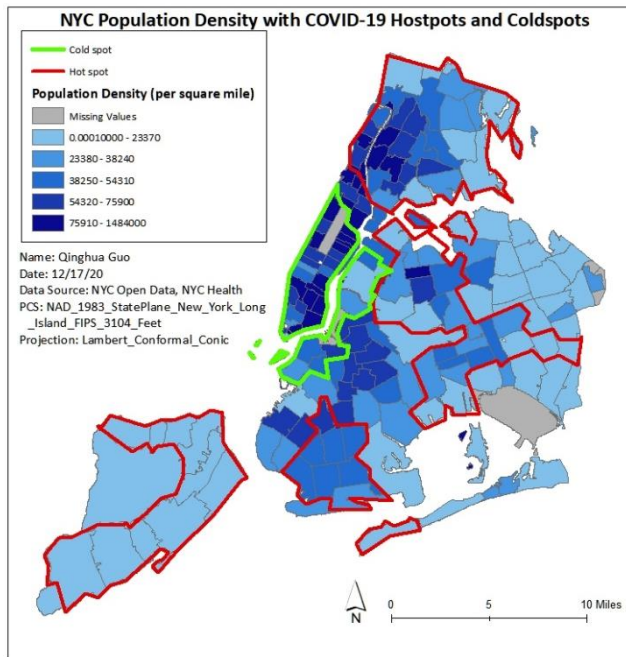 NYC Population Density with COVID-19 Hostpots and Coldspots
Cold spot
Hot spot
Population Density (per square mile)
Missing Values
0.00010000 - 23370
23380 - 38240
38250 - 54310
54320 - 75900
75910 - 1484000
Name: Qinghua Guo
Date: 12/17/20
Data Source: NYC Open Data, NYC Health
PCS: NAD_1983_StatePlane_New_York_Long
_Island_FIPS_3104_Feet
Projection: Lambert_Conformal_Conic
N
0 5 10 Miles